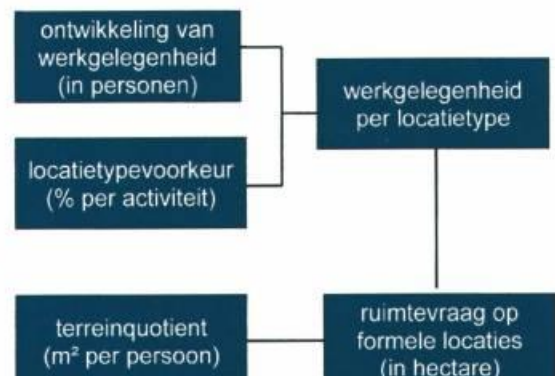 ontwikkeling van
werkgelegenheid
(in personen)
werkgelegenheid
per locatietype
locatietypevoorkeur
(% per activiteit)
terreinquotient
(m² per persoon)
ruimtevraag op
formele locaties
(in hectare)